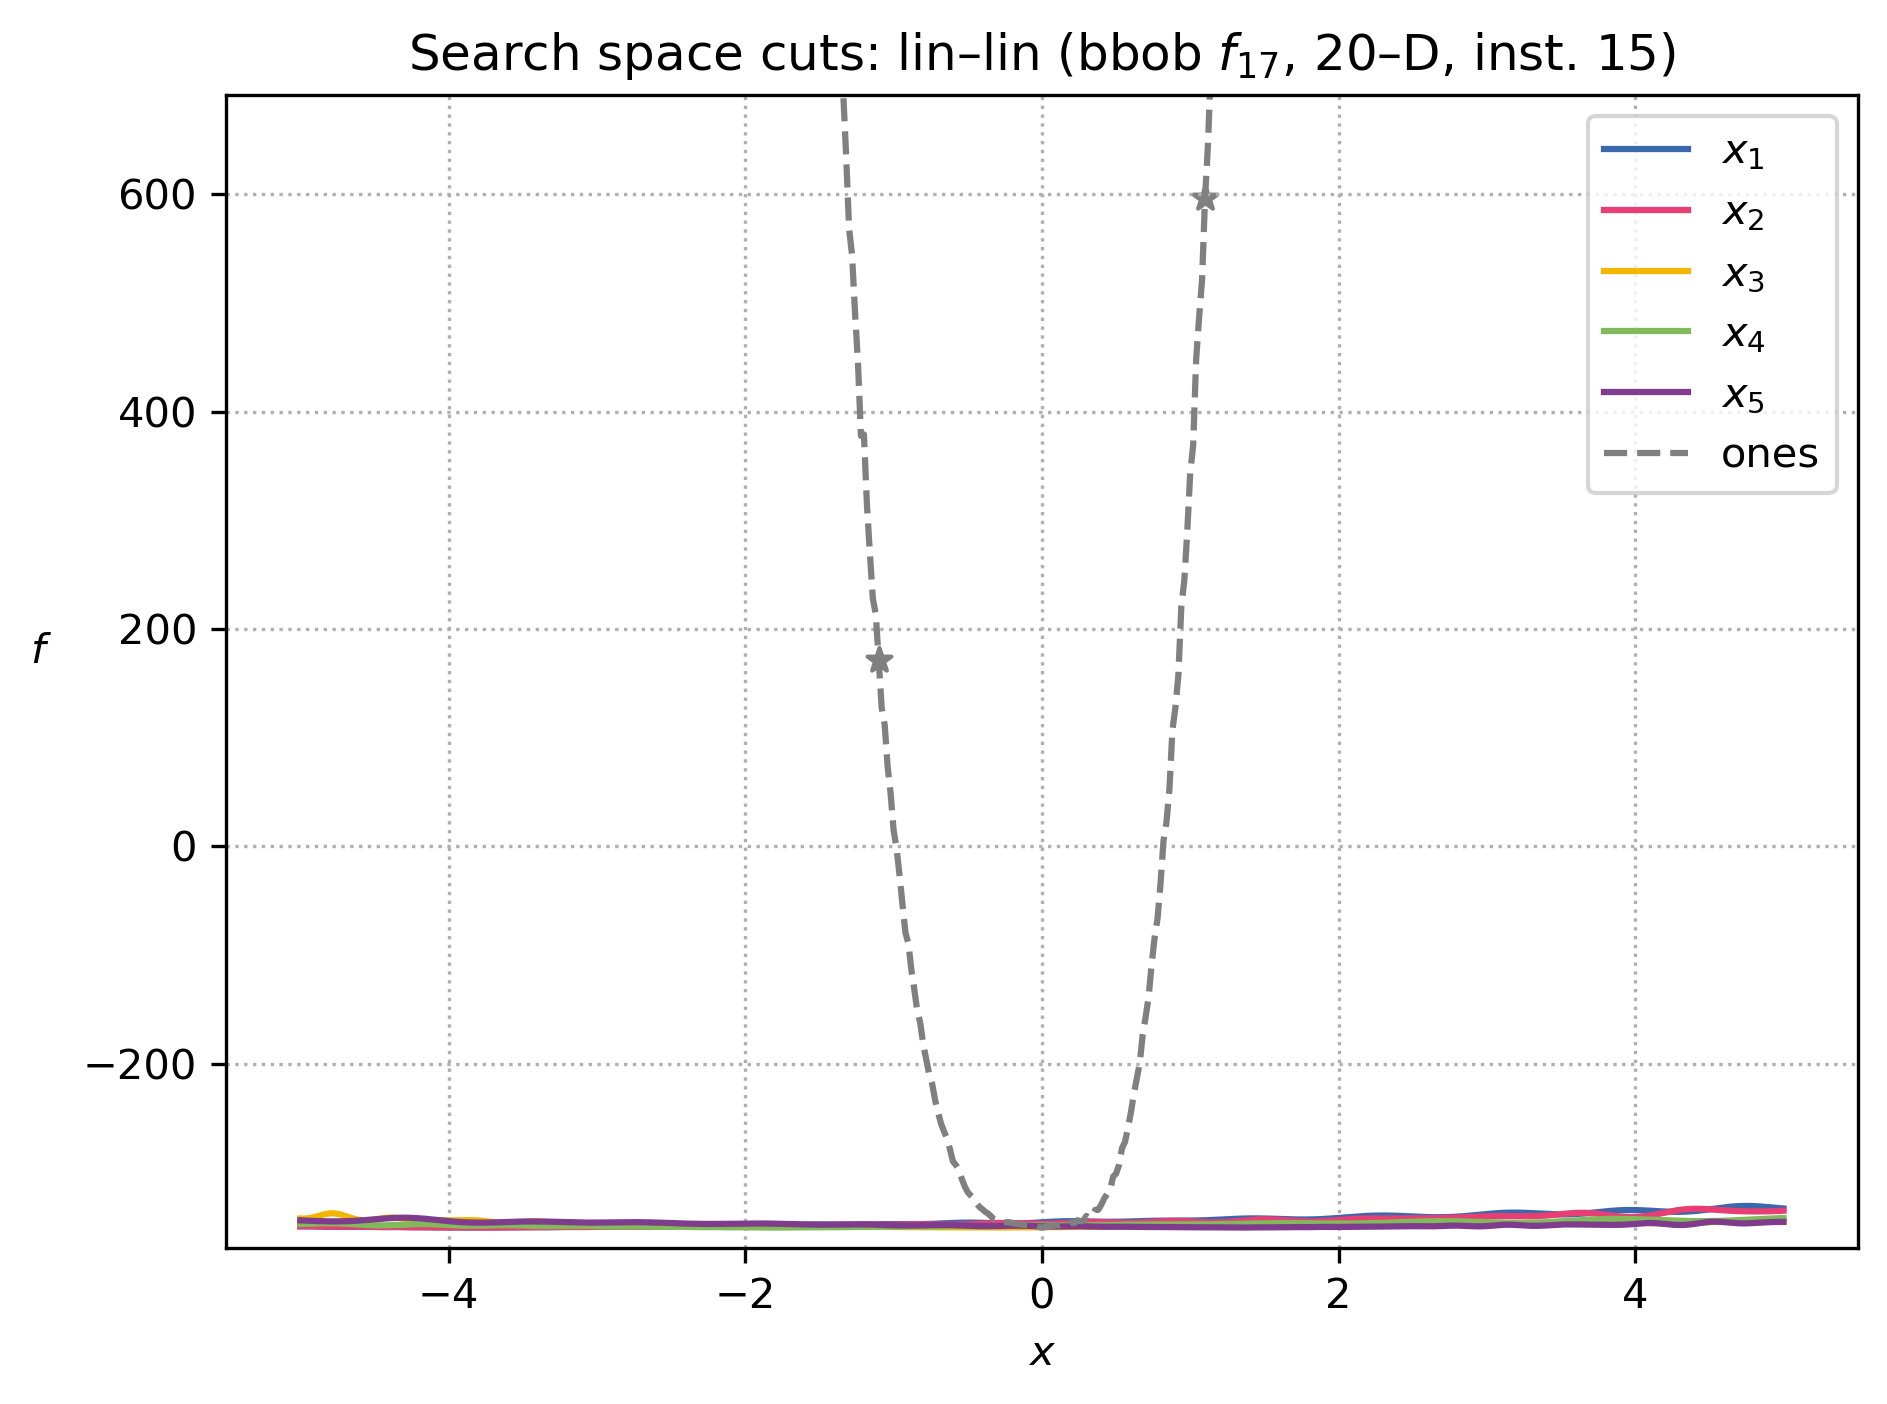 Search space cuts: lin–lin (bbob f₁₇, 20–D, inst. 15)
x₁
x₂
x₃
x₄
x₅
ones
600
400
200
0
−200
f
−4
−2
0
2
4
x